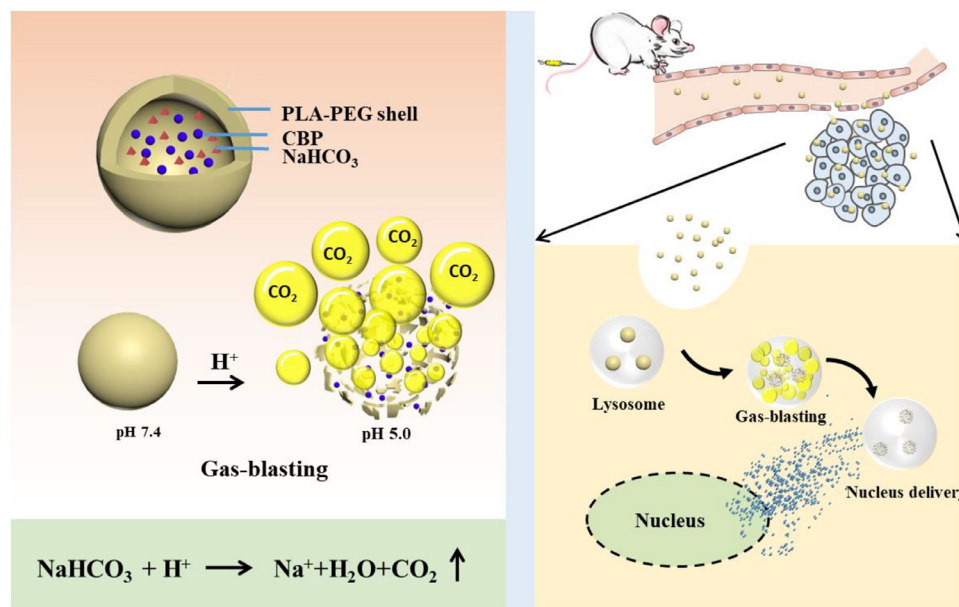 PLA-PEG shell
CBP
NaHCO₃
CO₂
CO₂
CO₂
CO₂
H⁺
pH 7.4
pH 5.0
Gas-blasting
NaHCO₃ + H⁺ → Na⁺+H₂O+CO₂ ↑
Lysosome
Gas-blasting
Nucleus delivery
Nucleus